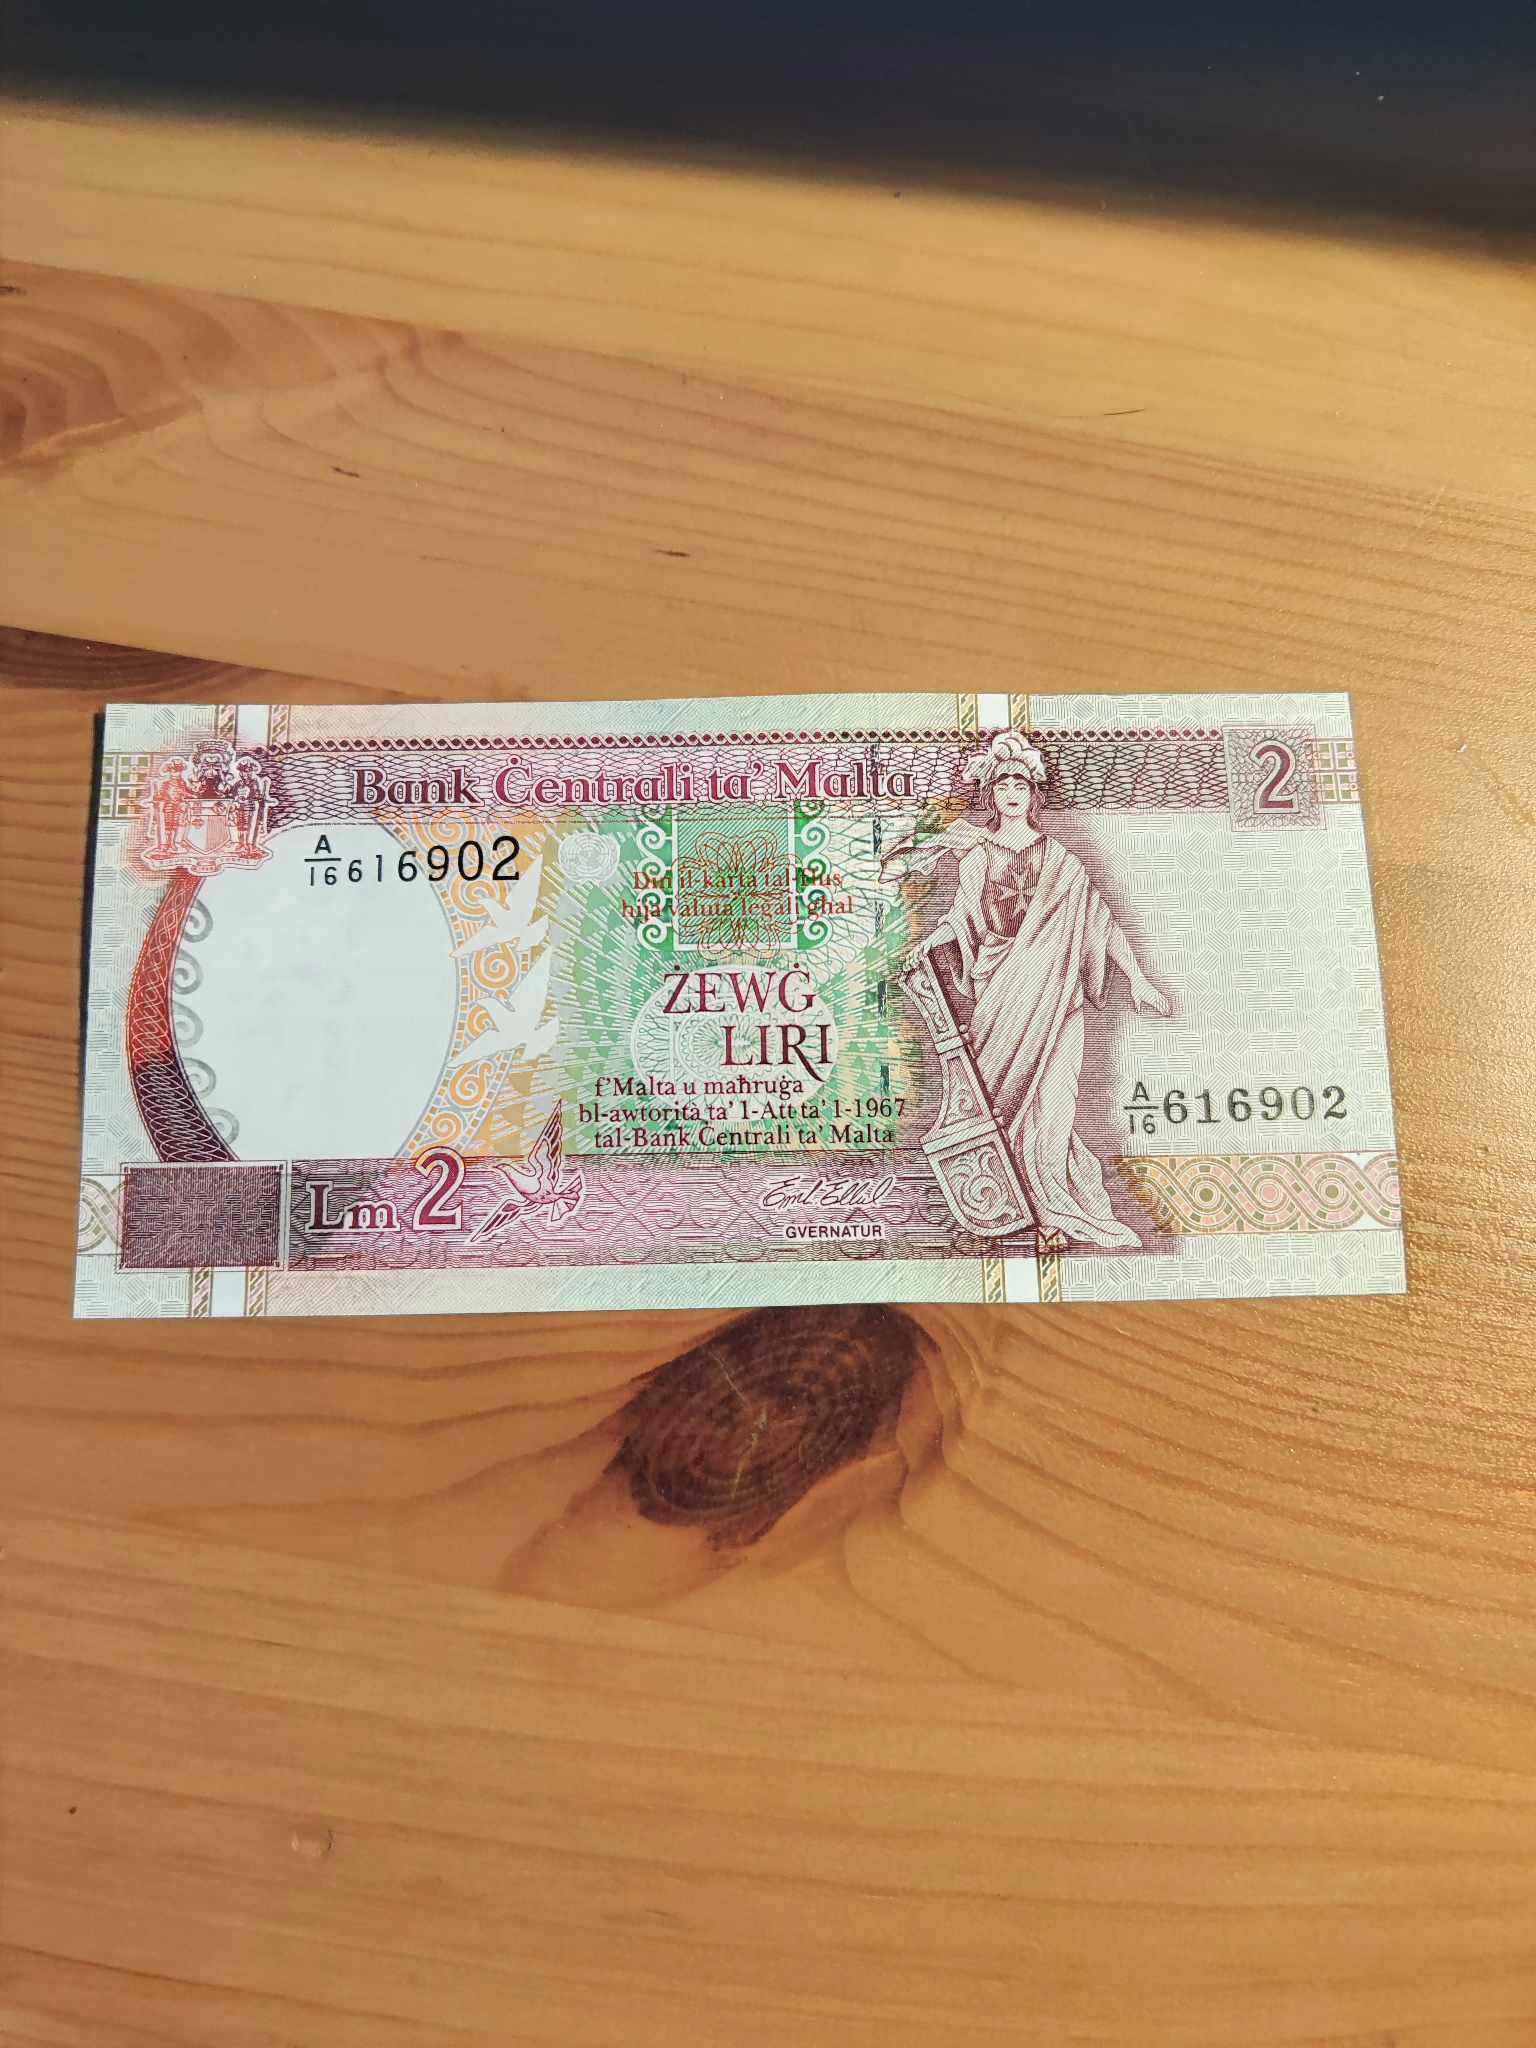 Bank Ċentrali ta' Malta
2
A/16 616902
Din il-karta tal-flus
hija valuta legali għal
ŻEWĠ
LIRI
f'Malta u maħruġa
bl-awtorità ta' l-Att ta' l-1967
tal-Bank Ċentrali ta' Malta
A/16 616902
Lm 2
GVERNATUR